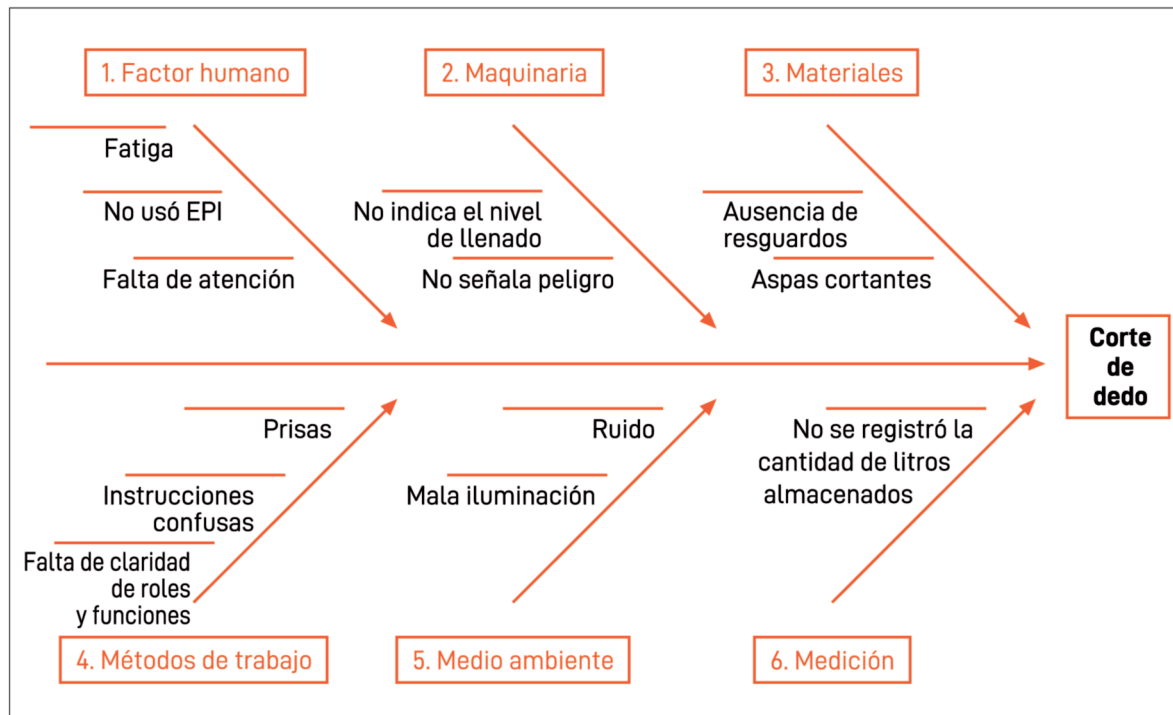 1. Factor humano
2. Maquinaria
3. Materiales
Fatiga
No usó EPI
Falta de atención
No indica el nivel
de llenado
No señala peligro
Ausencia de
resguardos
Aspas cortantes
Corte
de
dedo
Prisas
Instrucciones
confusas
Falta de claridad
de roles
y funciones
Ruido
Mala iluminación
No se registró la
cantidad de litros
almacenados
4. Métodos de trabajo
5. Medio ambiente
6. Medición